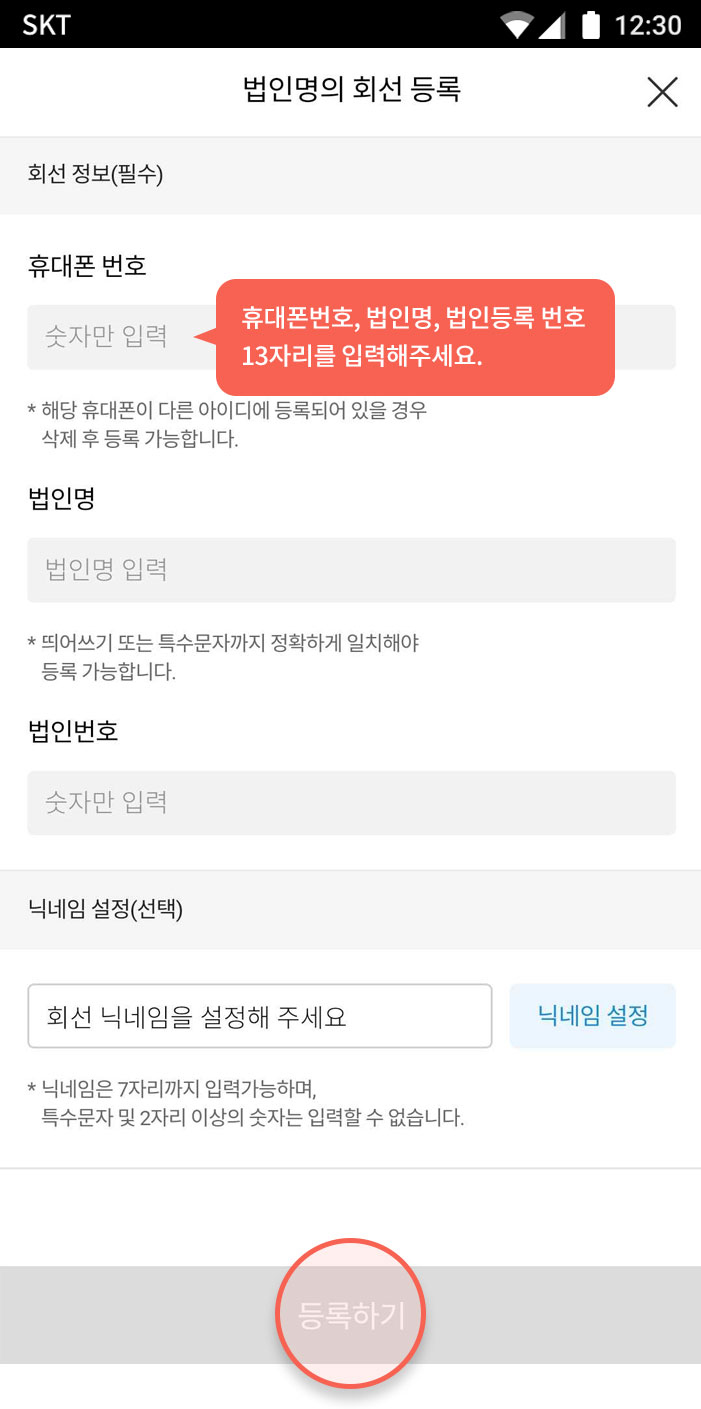 SKT 12:30
법인명의 회선 등록
회선 정보(필수)
휴대폰 번호
숫자만 입력
휴대폰번호, 법인명, 법인등록 번호
13자리를 입력해주세요.
* 해당 휴대폰이 다른 아이디에 등록되어 있을 경우
삭제 후 등록 가능합니다.
법인명
법인명 입력
* 띄어쓰기 또는 특수문자까지 정확하게 일치해야
등록 가능합니다.
법인번호
숫자만 입력
닉네임 설정(선택)
회선 닉네임을 설정해 주세요
닉네임 설정
* 닉네임은 7자리까지 입력가능하며,
특수문자 및 2자리 이상의 숫자는 입력할 수 없습니다.
등록하기